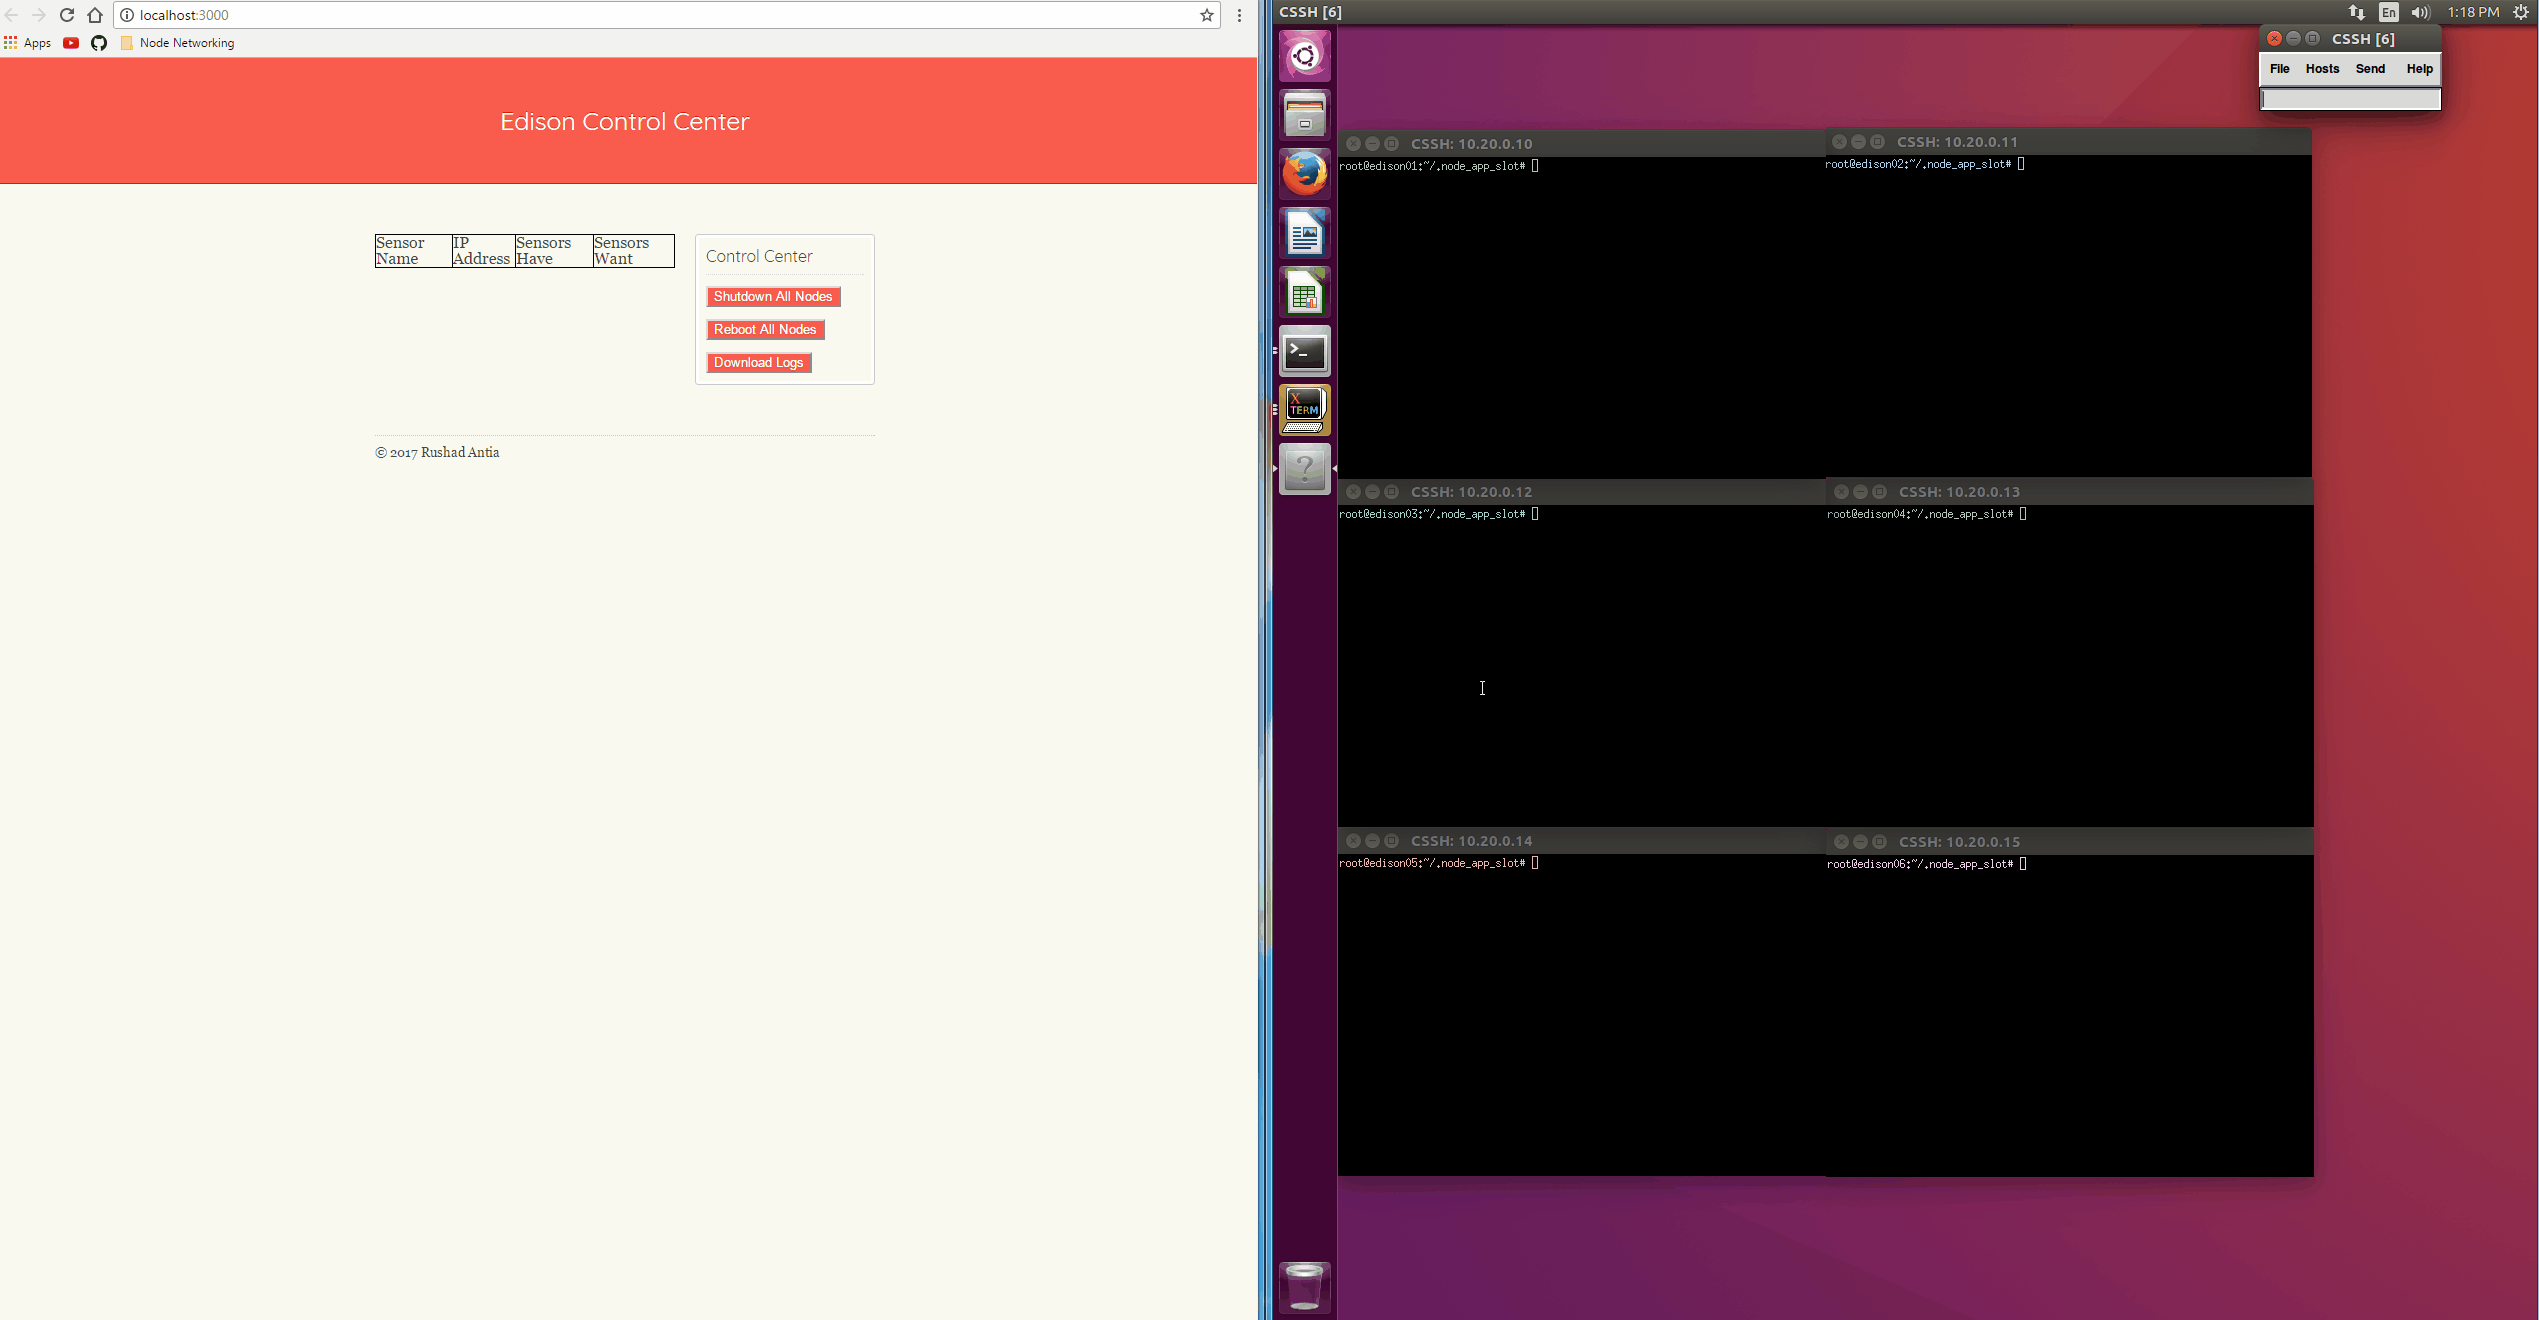 localhost:3000
Apps
Node Networking
Edison Control Center
Sensor Name
IP Address
Sensors Have
Sensors Want
Control Center
Shutdown All Nodes
Reboot All Nodes
Download Logs
© 2017 Rushad Antia
CSSH [6]
En
1:18 PM
CSSH [6]
File Hosts Send Help
CSSH: 10.20.0.10
root@edison01:~/.node_app_slot#
CSSH: 10.20.0.11
root@edison02:~/.node_app_slot#
CSSH: 10.20.0.12
root@edison03:~/.node_app_slot#
CSSH: 10.20.0.13
root@edison04:~/.node_app_slot#
CSSH: 10.20.0.14
root@edison05:~/.node_app_slot#
CSSH: 10.20.0.15
root@edison06:~/.node_app_slot#
X
TERM